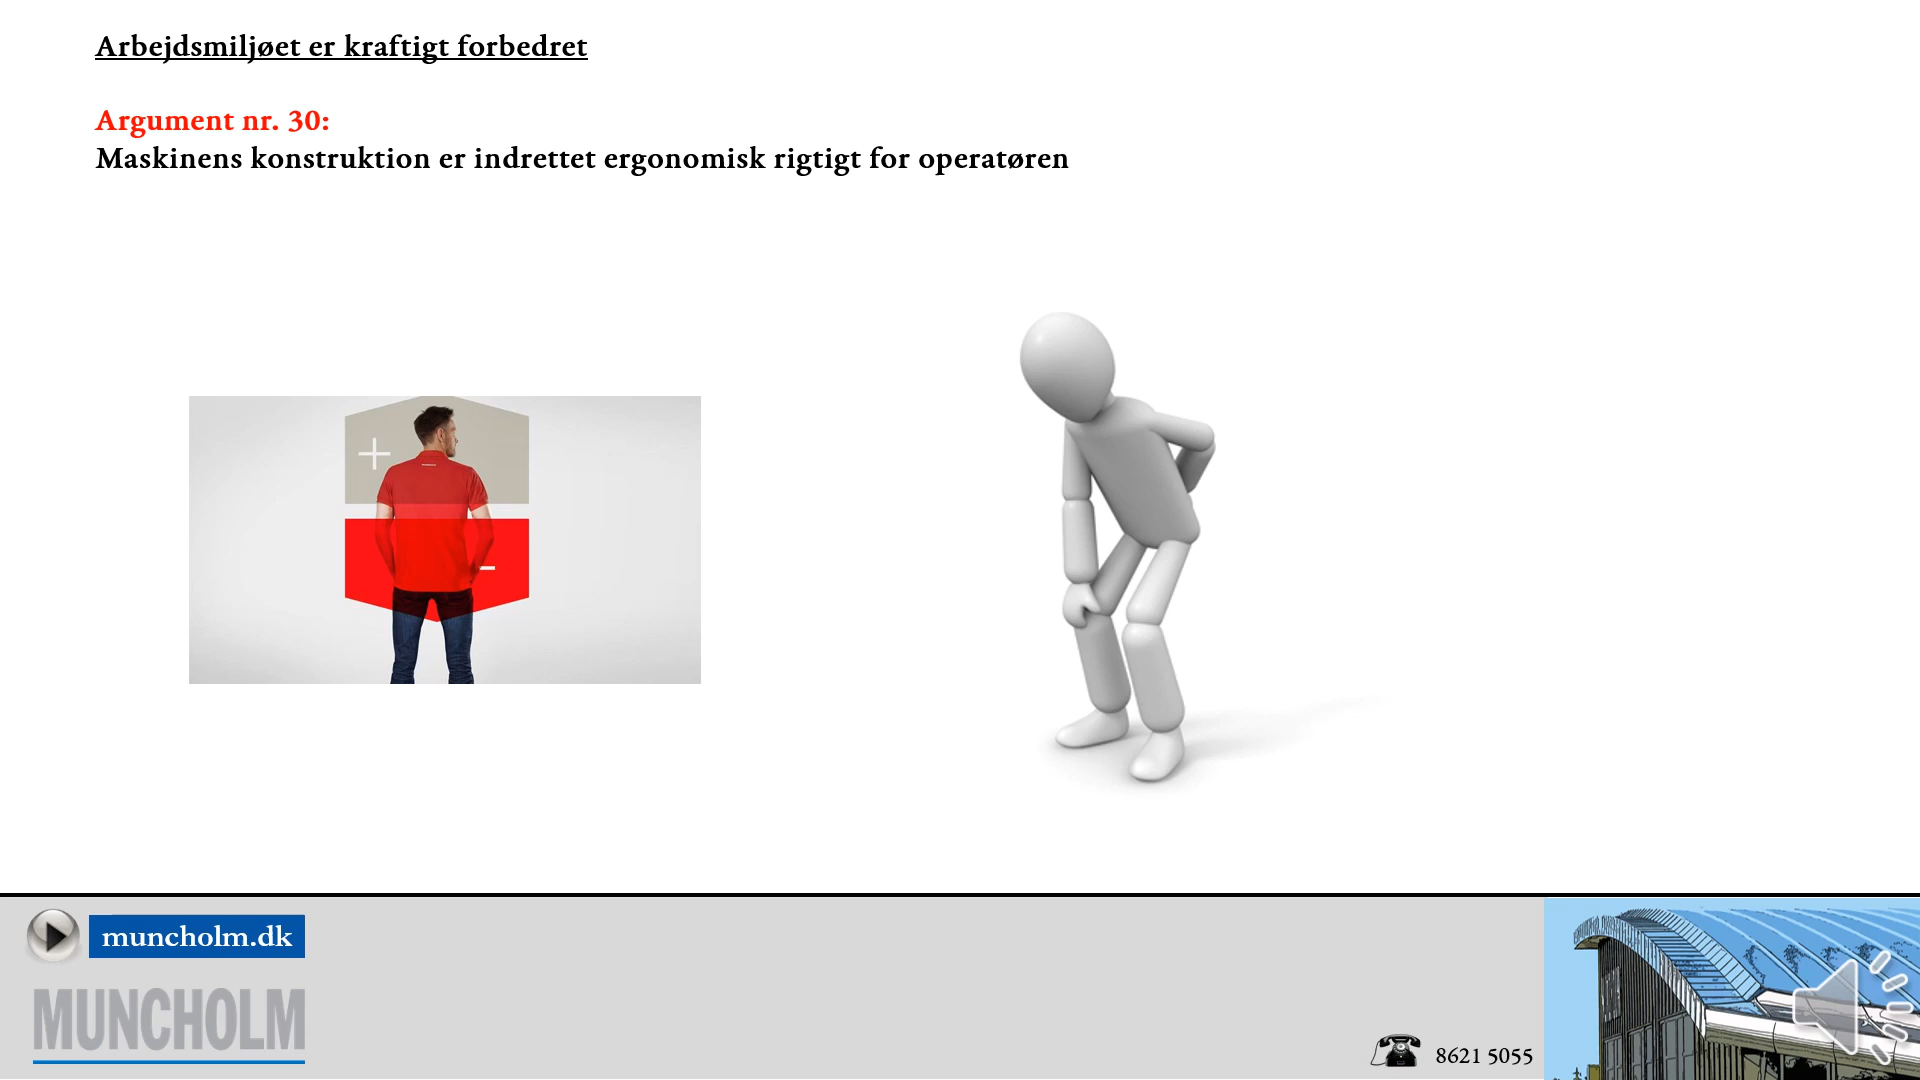 Arbejdsmiljøet er kraftigt forbedret
Argument nr. 30:
Maskinens konstruktion er indrettet ergonomisk rigtigt for operatøren
+
-
muncholm.dk
MUNCHOLM
8621 5055